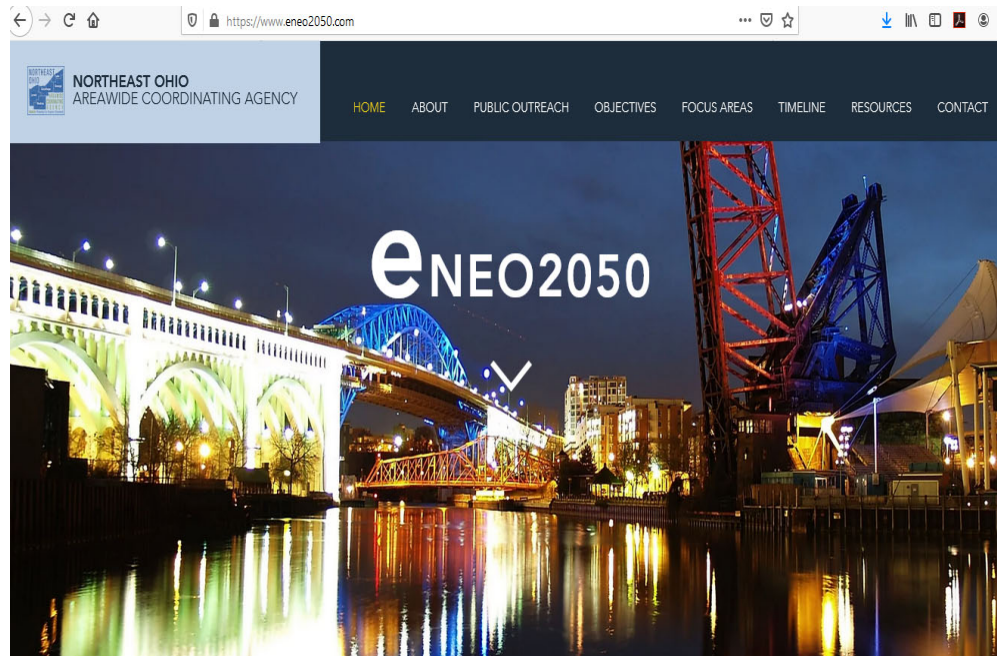 https://www.eneo2050.com
NORTHEAST OHIO
AREAWIDE COORDINATING AGENCY
HOME ABOUT PUBLIC OUTREACH OBJECTIVES FOCUS AREAS TIMELINE RESOURCES CONTACT
eNEO2050